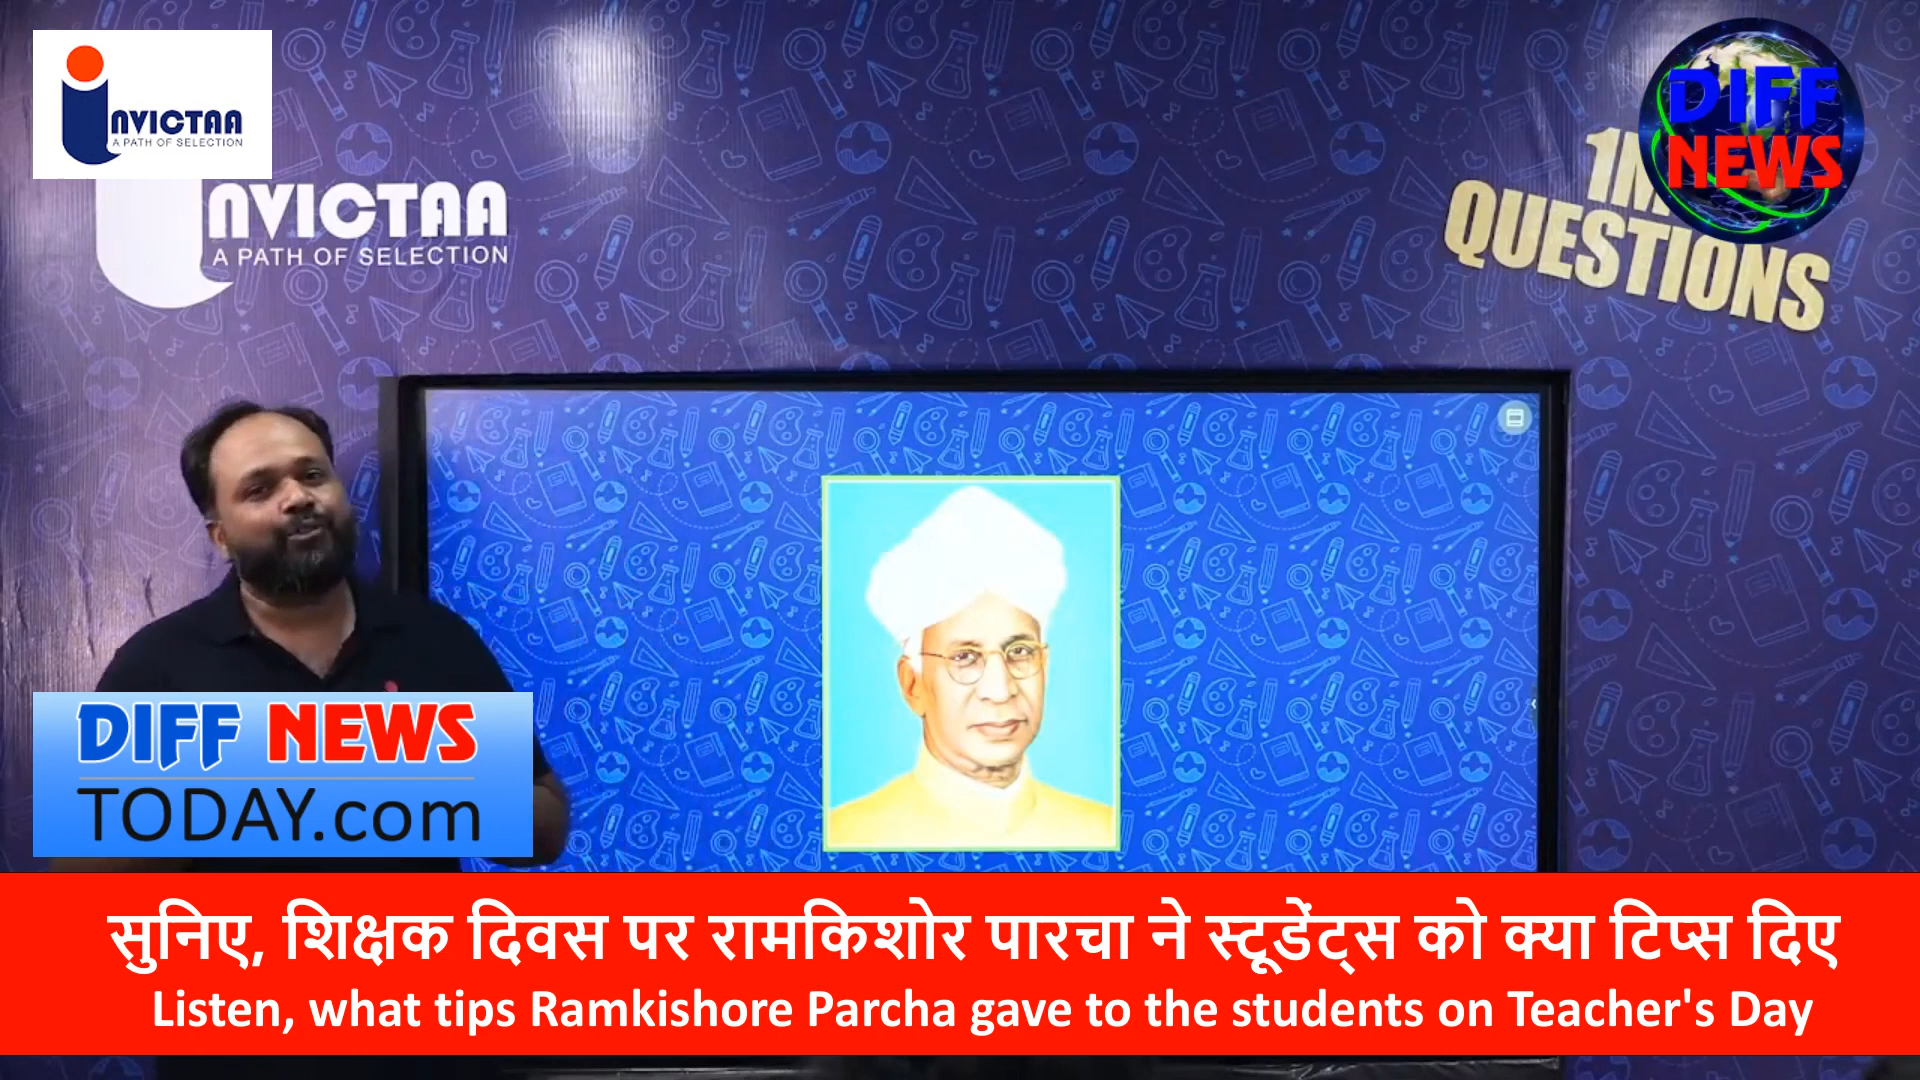 iNVICTAA
A PATH OF SELECTION
DIFF
NEWS
NVICTAA
A PATH OF SELECTION
QUESTIONS
DIFF NEWS
TODAY.com
सुनिए, शिक्षक दिवस पर रामकिशोर पारचा ने स्टूडेंट्स को क्या टिप्स दिए
Listen, what tips Ramkishore Parcha gave to the students on Teacher's Day